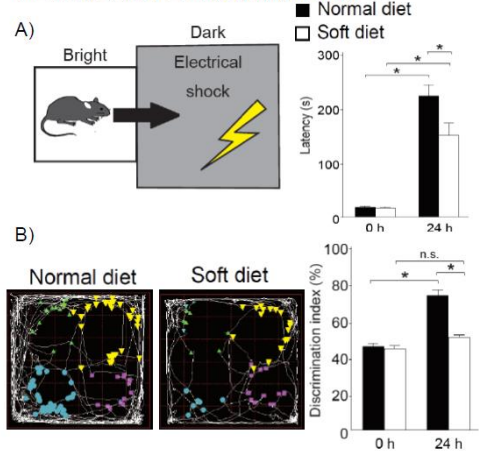 Normal diet
Soft diet
A)
Dark
Bright
Electrical
shock
Latency (s)
300
200
100
0
*
*
*
0 h
24 h
B)
Normal diet
Soft diet
Discrimination index (%)
100
80
60
40
20
0
n.s.
*
*
0 h
24 h